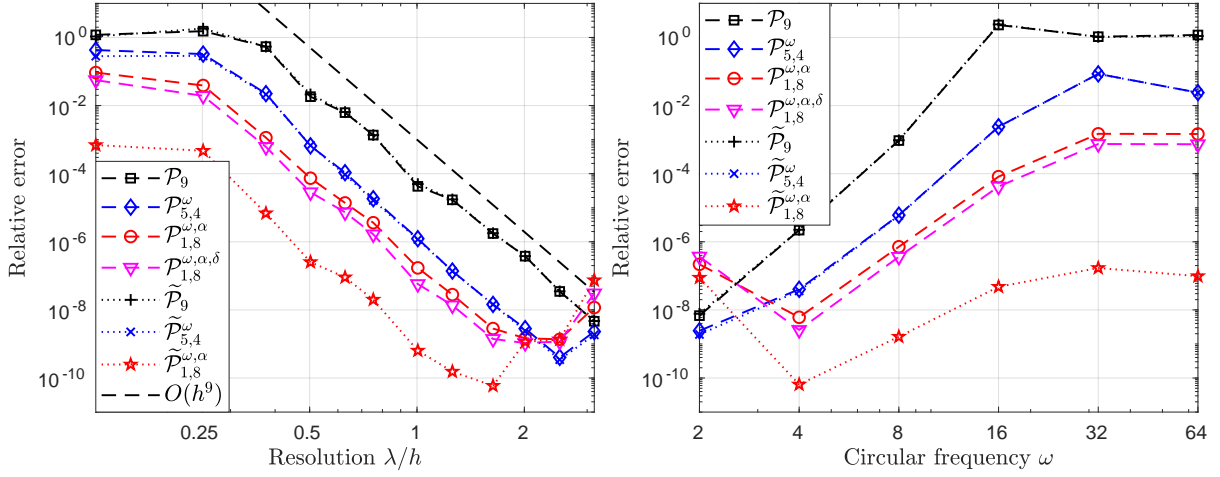 Relative error
10^0
10^-2
10^-4
10^-6
10^-8
10^-10
P_9
P^ω_5,4
P^ω,α_1,8
P^ω,α,δ_1,8
P̃_9
P̃^ω_5,4
P̃^ω,α_1,8
O(h^9)
0.25 0.5 1 2
Resolution λ/h
Relative error
10^0
10^-2
10^-4
10^-6
10^-8
10^-10
P_9
P^ω_5,4
P^ω,α_1,8
P^ω,α,δ_1,8
P̃_9
P̃^ω_5,4
P̃^ω,α_1,8
2 4 8 16 32 64
Circular frequency ω